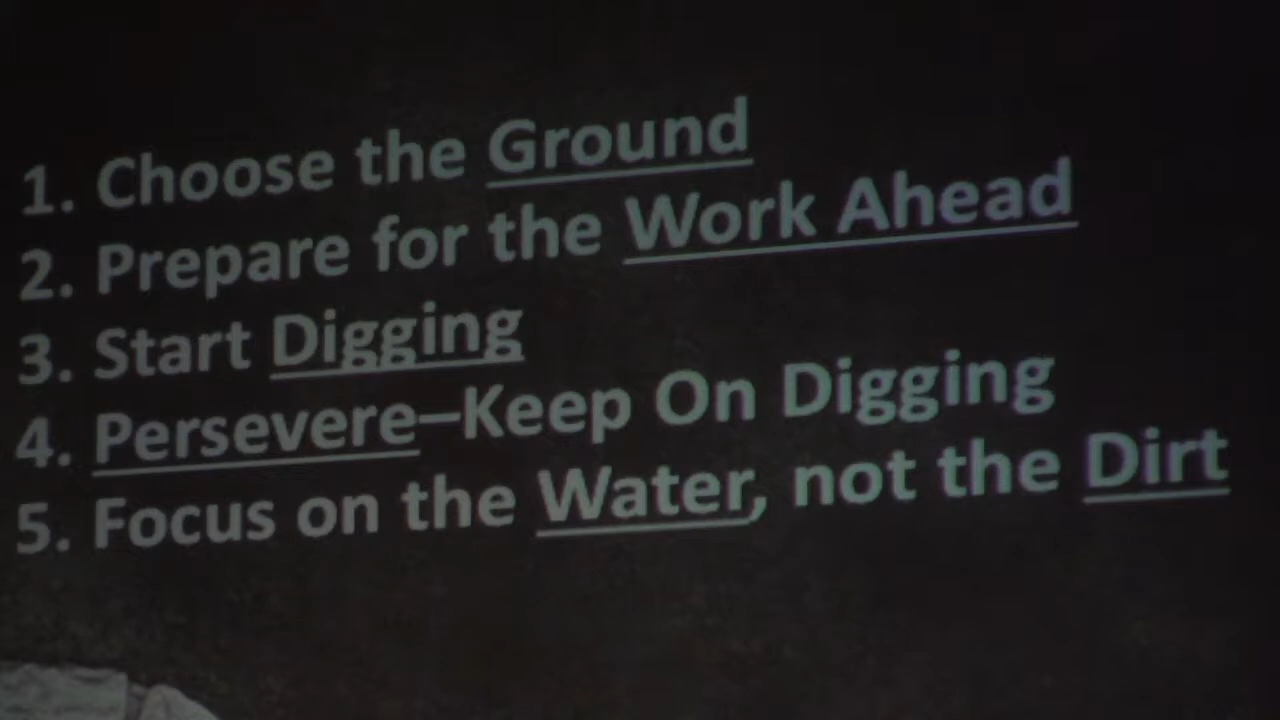 1. Choose the Ground
2. Prepare for the Work Ahead
3. Start Digging
4. Persevere–Keep On Digging
5. Focus on the Water, not the Dirt